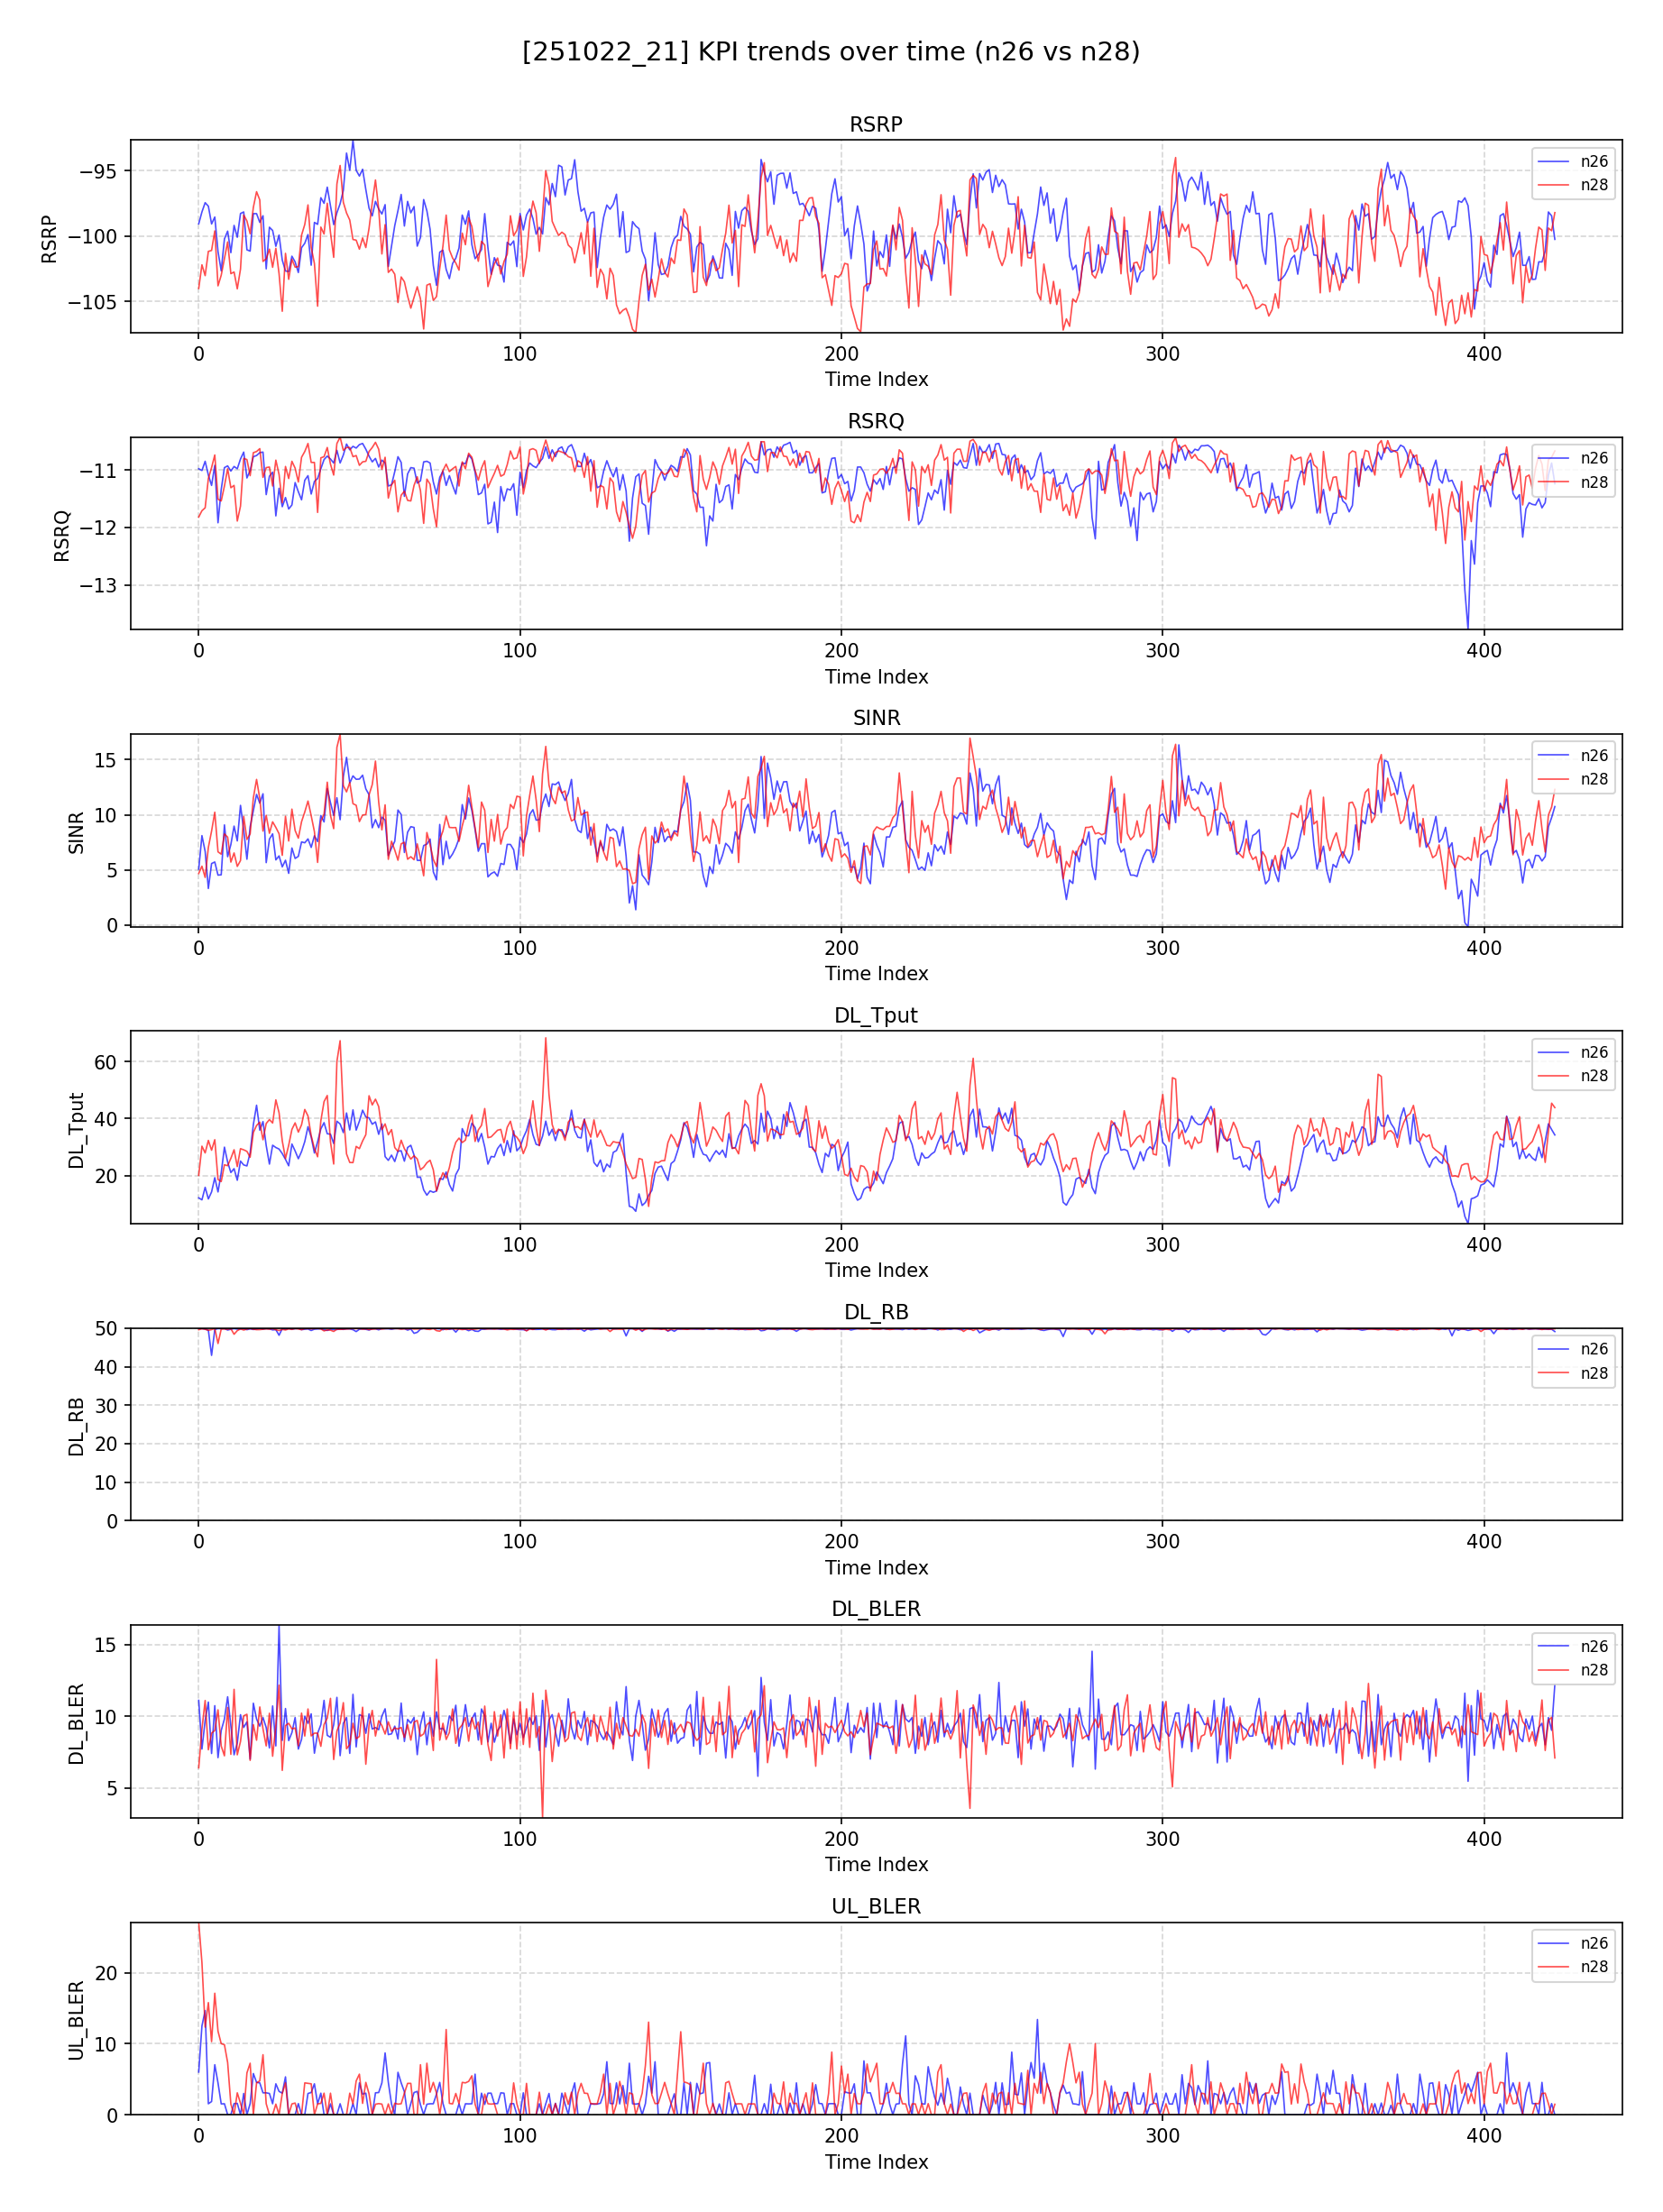 [251022_21] KPI trends over time (n26 vs n28)
RSRP
−95
−100
−105
RSRP
n26
n28
0 100 200 300 400
Time Index
RSRQ
−11
−12
−13
RSRQ
n26
n28
0 100 200 300 400
Time Index
SINR
15
10
5
0
SINR
n26
n28
0 100 200 300 400
Time Index
DL_Tput
60
40
20
DL_Tput
n26
n28
0 100 200 300 400
Time Index
DL_RB
50
40
30
20
10
0
DL_RB
n26
n28
0 100 200 300 400
Time Index
DL_BLER
15
10
5
DL_BLER
n26
n28
0 100 200 300 400
Time Index
UL_BLER
20
10
0
UL_BLER
n26
n28
0 100 200 300 400
Time Index